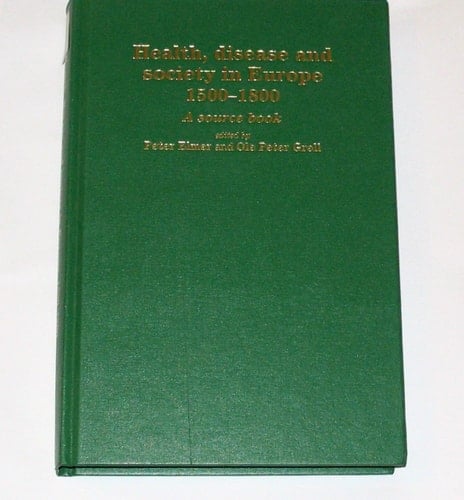 Health, disease and
society in Europe
1500–1800
A source book
edited by
Peter Elmer and Ole Peter Grell